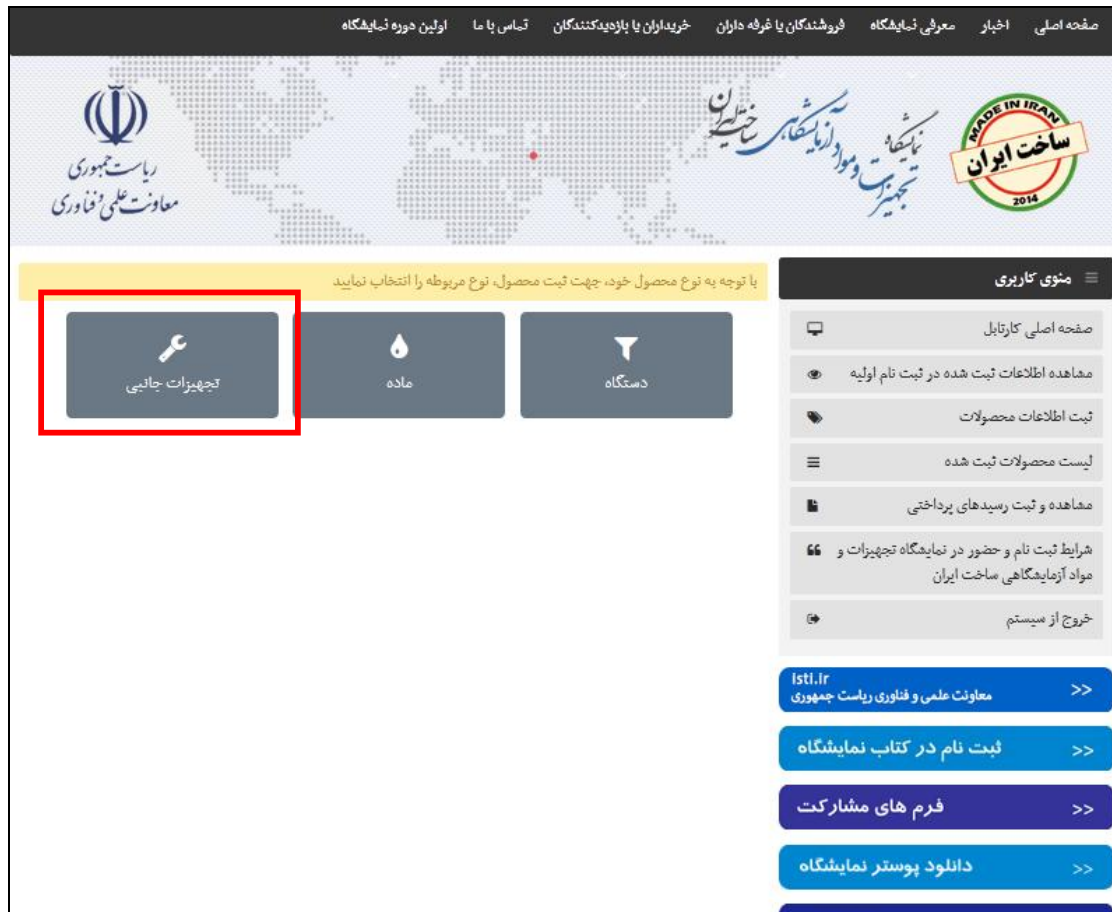 صفحه اصلی اخبار معرفی نمایشگاه فروشندگان یا غرفه داران خریداران یا بازدیدکنندگان تماس با ما اولین دوره نمایشگاه
MADE IN IRAN
ساخت ایران
2014
نمایشگاه
تجهیزات و مواد آزمایشگاهی ساخت ایران
ریاست جمهوری
معاونت علمی و فناوری
منوی کاربری
صفحه اصلی کارتابل
مشاهده اطلاعات ثبت شده در ثبت نام اولیه
ثبت اطلاعات محصولات
لیست محصولات ثبت شده
مشاهده و ثبت رسیدهای پرداختی
شرایط ثبت نام و حضور در نمایشگاه تجهیزات و
مواد آزمایشگاهی ساخت ایران
خروج از سیستم
isti.ir
معاونت علمی و فناوری ریاست جمهوری
>>
ثبت نام در کتاب نمایشگاه
>>
فرم های مشارکت
>>
دانلود پوستر نمایشگاه
>>
با توجه به نوع محصول خود، جهت ثبت محصول، نوع مربوطه را انتخاب نمایید
دستگاه
ماده
تجهیزات جانبی